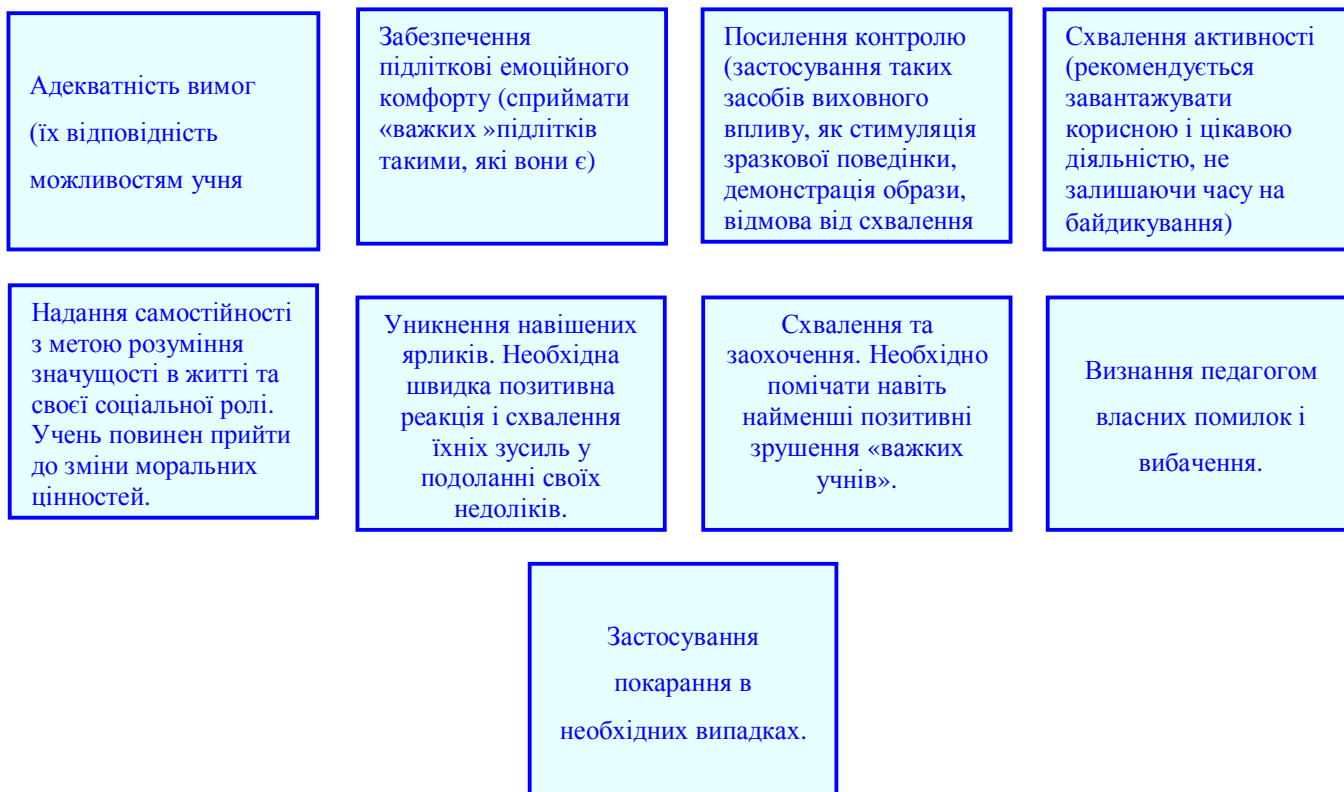 Адекватність вимог
(їх відповідність
можливостям учня
Забезпечення
підліткові емоційного
комфорту (сприймати
«важких »підлітків
такими, які вони є)
Посилення контролю
(застосування таких
засобів виховного
впливу, як стимуляція
зразкової поведінки,
демонстрація образи,
відмова від схвалення
Схвалення активності
(рекомендується
завантажувати
корисною і цікавою
діяльністю, не
залишаючи часу на
байдикування)
Надання самостійності
з метою розуміння
значущості в житті та
своєї соціальної ролі.
Учень повинен прийти
до зміни моральних
цінностей.
Уникнення навішених
ярликів. Необхідна
швидка позитивна
реакція і схвалення
їхніх зусиль у
подоланні своїх
недоліків.
Схвалення та
заохочення. Необхідно
помічати навіть
найменші позитивні
зрушення «важких
учнів».
Визнання педагогом
власних помилок і
вибачення.
Застосування
покарання в
необхідних випадках.